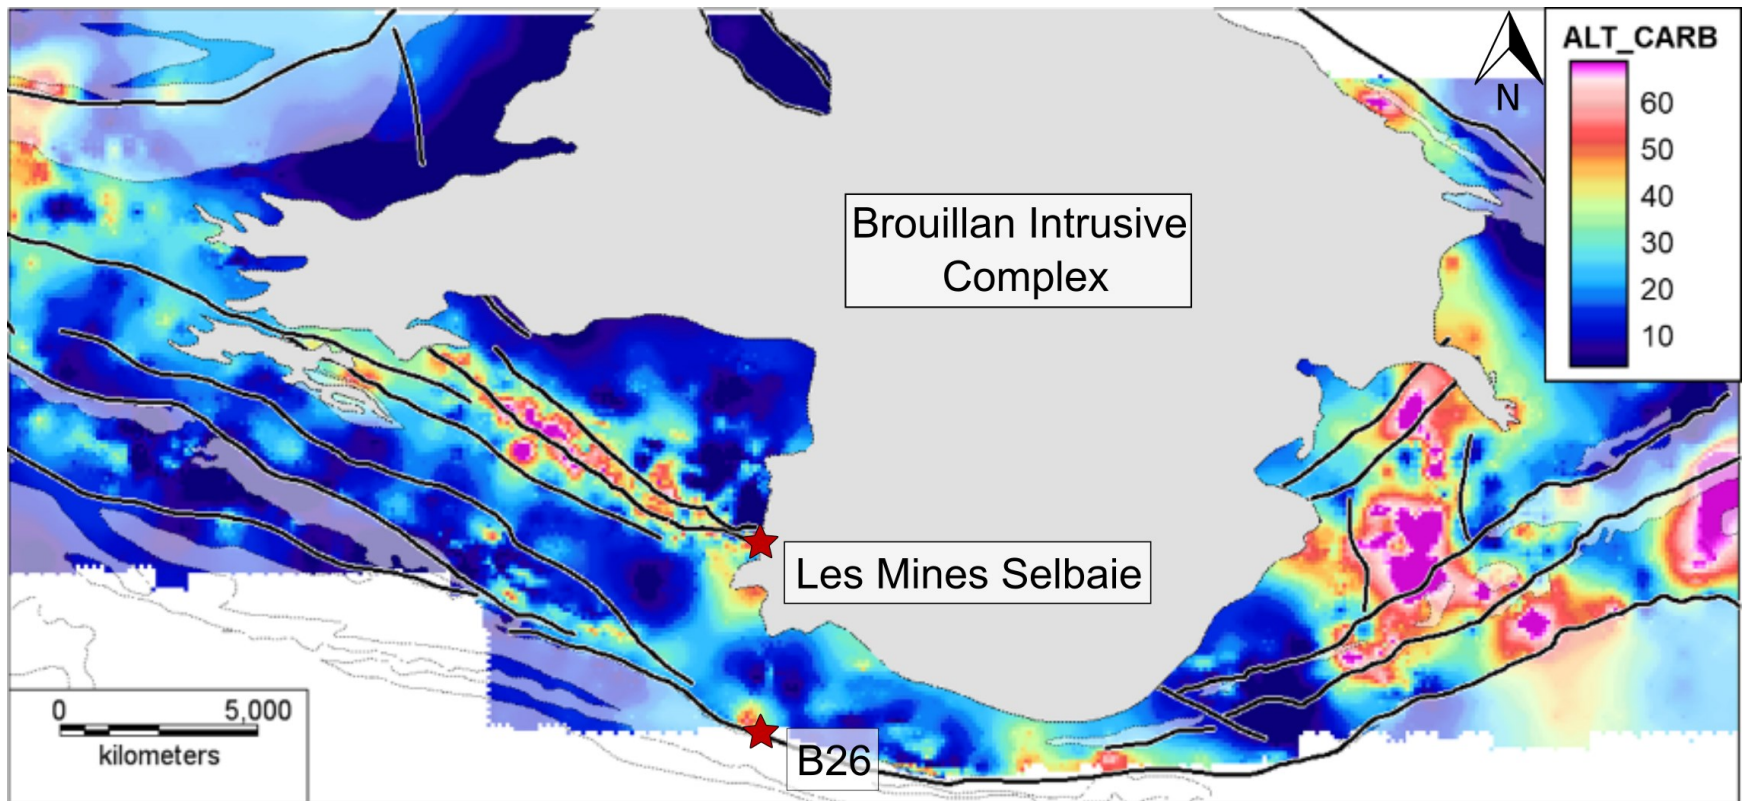 ALT_CARB
60
50
40
30
20
10
N
Brouillan Intrusive
Complex
Les Mines Selbaie
B26
0 5,000
kilometers